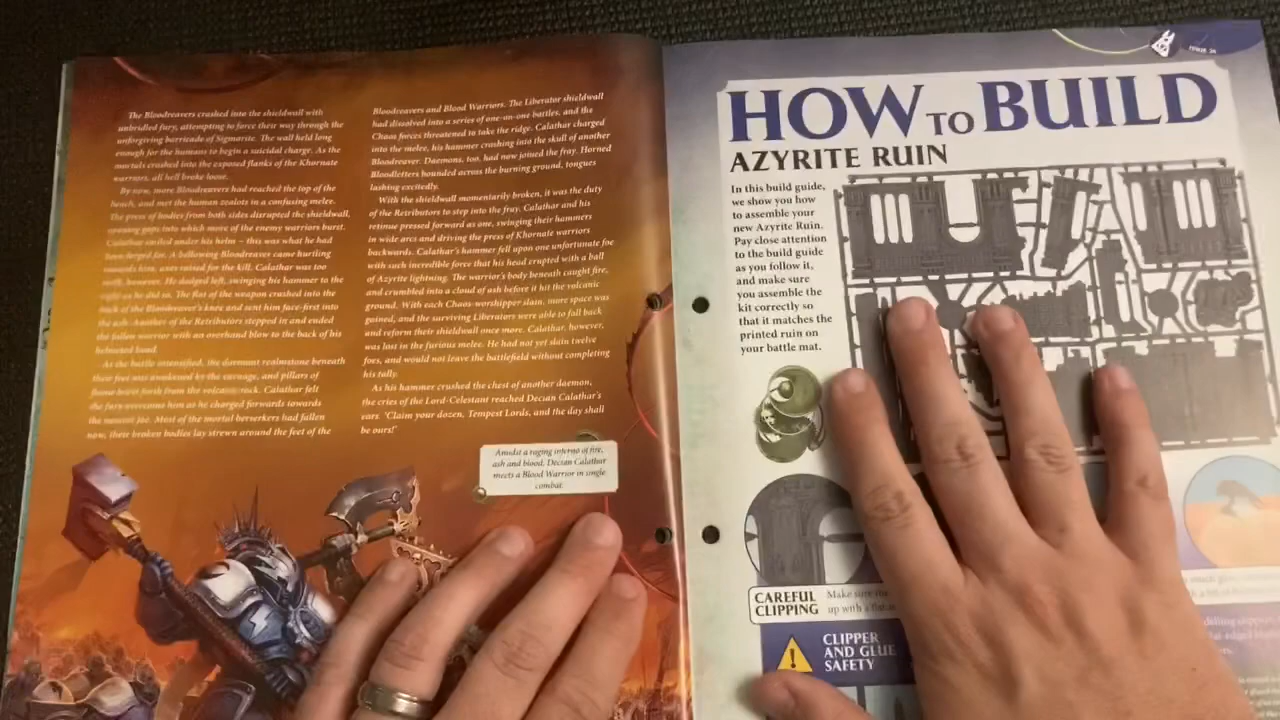 The Bloodreavers crashed into the shieldwall with
unbridled fury, attempting to force their way through the
unforgiving barricade of Sigmarite. The wall held long
enough for the humans to begin a suicidal charge. As the
mortals crashed into the exposed flanks of the Khornate
warriors, all hell broke loose.
By now, more Bloodreavers had reached the top of the
bench, and met the human zealots in a confusing melee.
The press of bodies from both sides disrupted the shieldwall,
opening gaps into which more of the enemy warriors burst.
Calathar smiled under his helm – this was what he had
been forged for. A bellowing Bloodreaver came hurtling
towards him, axes raised for the kill. Calathar was too
swift, however. He dodged left, swinging his hammer to the
right as he did so. The flat of the weapon crushed into the
back of the Bloodreaver's knee and sent him face-first into
the ash. Another of the Retributors stepped in and ended
the fallen warrior with an overhand blow to the back of his
helmeted head.
As the battle intensified, the daemont realmstone beneath
their feet was awakened by the carnage, and pillars of
flame burst forth from the volcanic rock. Calathar felt
the fury overcome him as he charged forwards towards
the nearest foe. Most of the mortal berserkers had fallen
now, their broken bodies lay strewn around the feet of the
Bloodreavers and Blood Warriors. The Liberator shieldwall
had dissolved into a series of one-on-one battles, and the
Chaos forces threatened to take the ridge. Calathar charged
into the melee, his hammer crashing into the skull of another
Bloodreaver. Daemons, too, had now joined the fray. Horned
Bloodletters bounded across the burning ground, tongues
lashing excitedly.
With the shieldwall momentarily broken, it was the duty
of the Retributors to step into the fray. Calathar and his
retinue pressed forward as one, swinging their hammers
in wide arcs and driving the press of Khornate warriors
backwards. Calathar's hammer fell upon one unfortunate foe
with such incredible force that his head erupted with a ball
of Azyrite lightning. The warrior's body beneath caught fire,
and crumbled into a cloud of ash before it hit the volcanic
ground. With each Chaos worshipper slain, more space was
gained, and the surviving Liberators were able to fall back
and reform their shieldwall once more. Calathar, however,
was lost in the furious melee. He had not yet slain twelve
foes, and would not leave the battlefield without completing
his tally.
As his hammer crushed the chest of another daemon,
the cries of the Lord-Celestant reached Decian Calathar's
ears. 'Claim your dozen, Tempest Lords, and the day shall
be ours!'
Amidst a raging inferno of fire,
ash and blood, Decian Calathar
meets a Blood Warrior in single
combat.
HOW TO BUILD
AZYRITE RUIN
In this build guide,
we show you how
to assemble your
new Azyrite Ruin.
Pay close attention
to the build guide
as you follow it,
and make sure
you assemble the
kit correctly so
that it matches the
printed ruin on
your battle mat.
CAREFUL
CLIPPING
Make sure
up with a
CLIPPER
AND GLUE
SAFETY